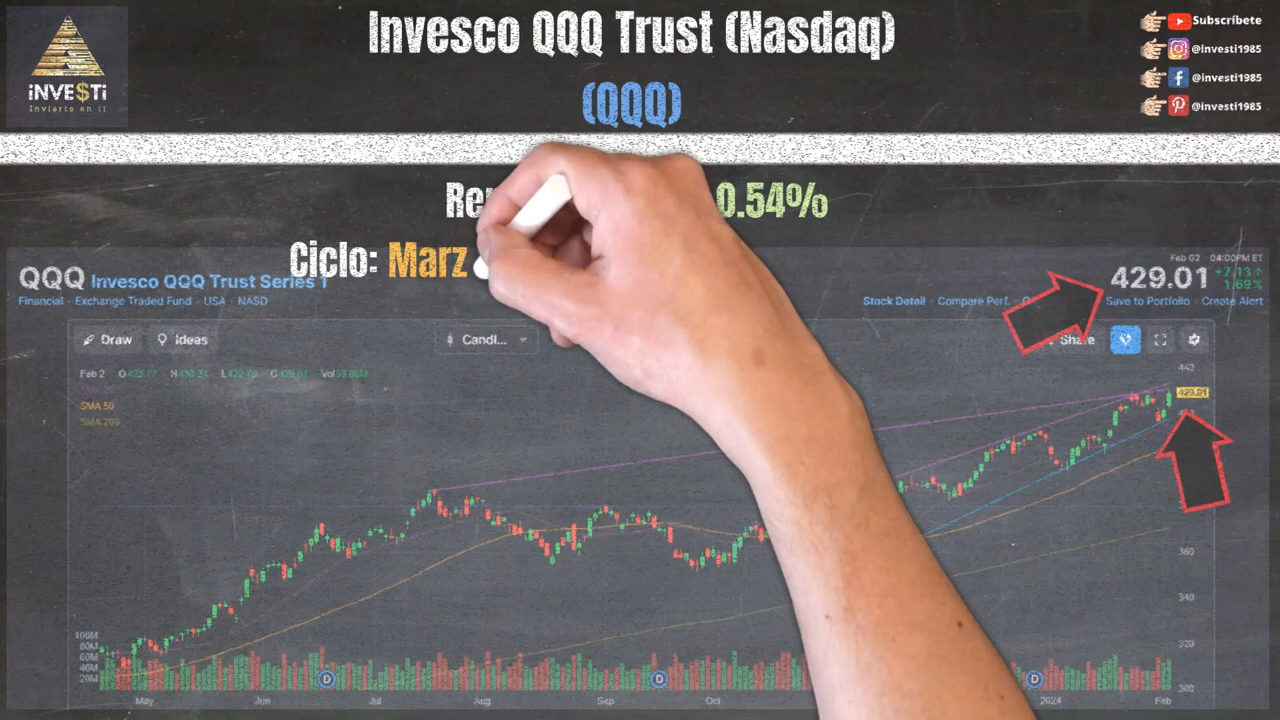 Invesco QQQ Trust (Nasdaq)
(QQQ)
iNVE$Ti
Invierto en ti
Subscríbete
@investi1985
@investi1985
@investi1985
0.54%
Ciclo: Marz
QQQ Invesco QQQ Trust Series 1
Financial · Exchange Traded Fund · USA · NASD
Feb 02 04:00PM ET
429.01 +7.13
1.69%
Stock Detail · Compare Perf. ·
Save to Portfolio · Create Alert
Draw Ideas Candl... Share
Feb 2 O H L C Vol
SMA 50
SMA 200
440
429.01
360
340
320
300
100M
80M
60M
40M
20M
D D D
May Jun Jul Aug Sep Oct 2024 Feb